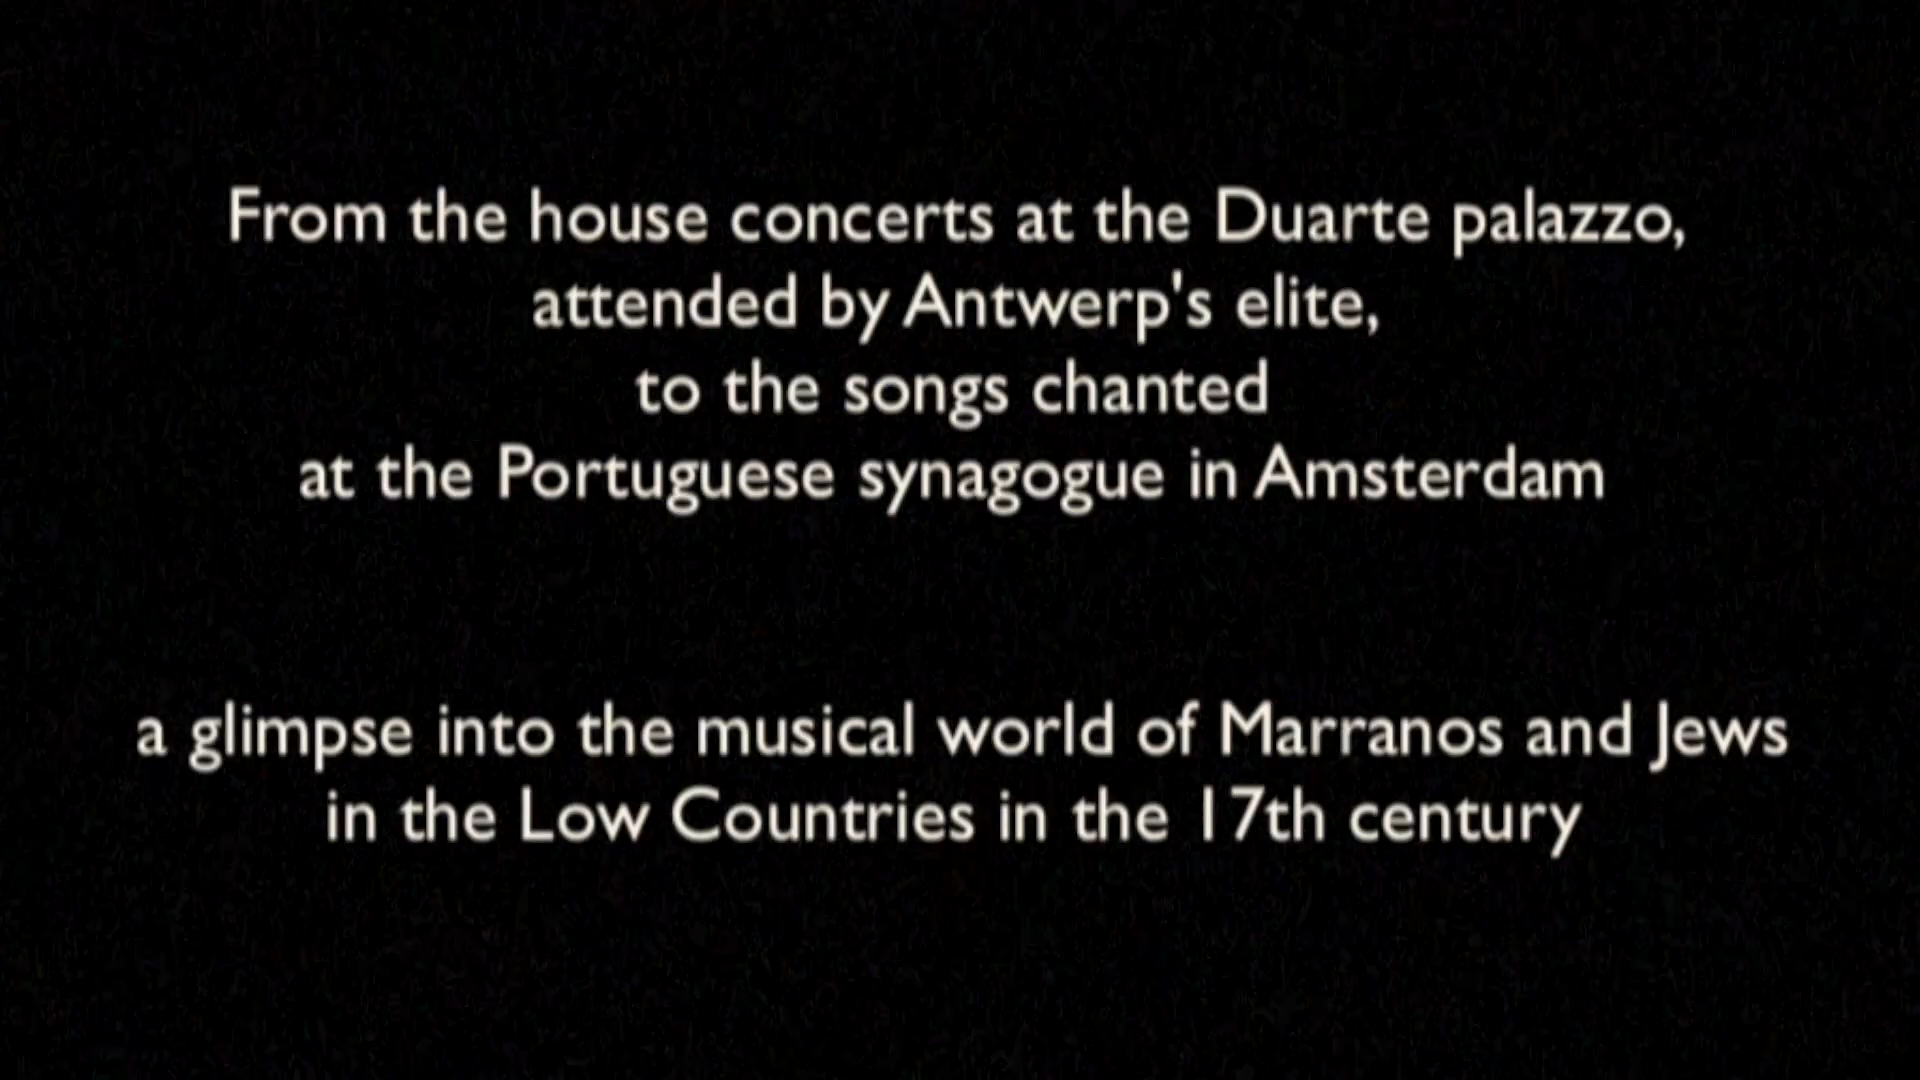 From the house concerts at the Duarte palazzo,
attended by Antwerp's elite,
to the songs chanted
at the Portuguese synagogue in Amsterdam
a glimpse into the musical world of Marranos and Jews
in the Low Countries in the 17th century